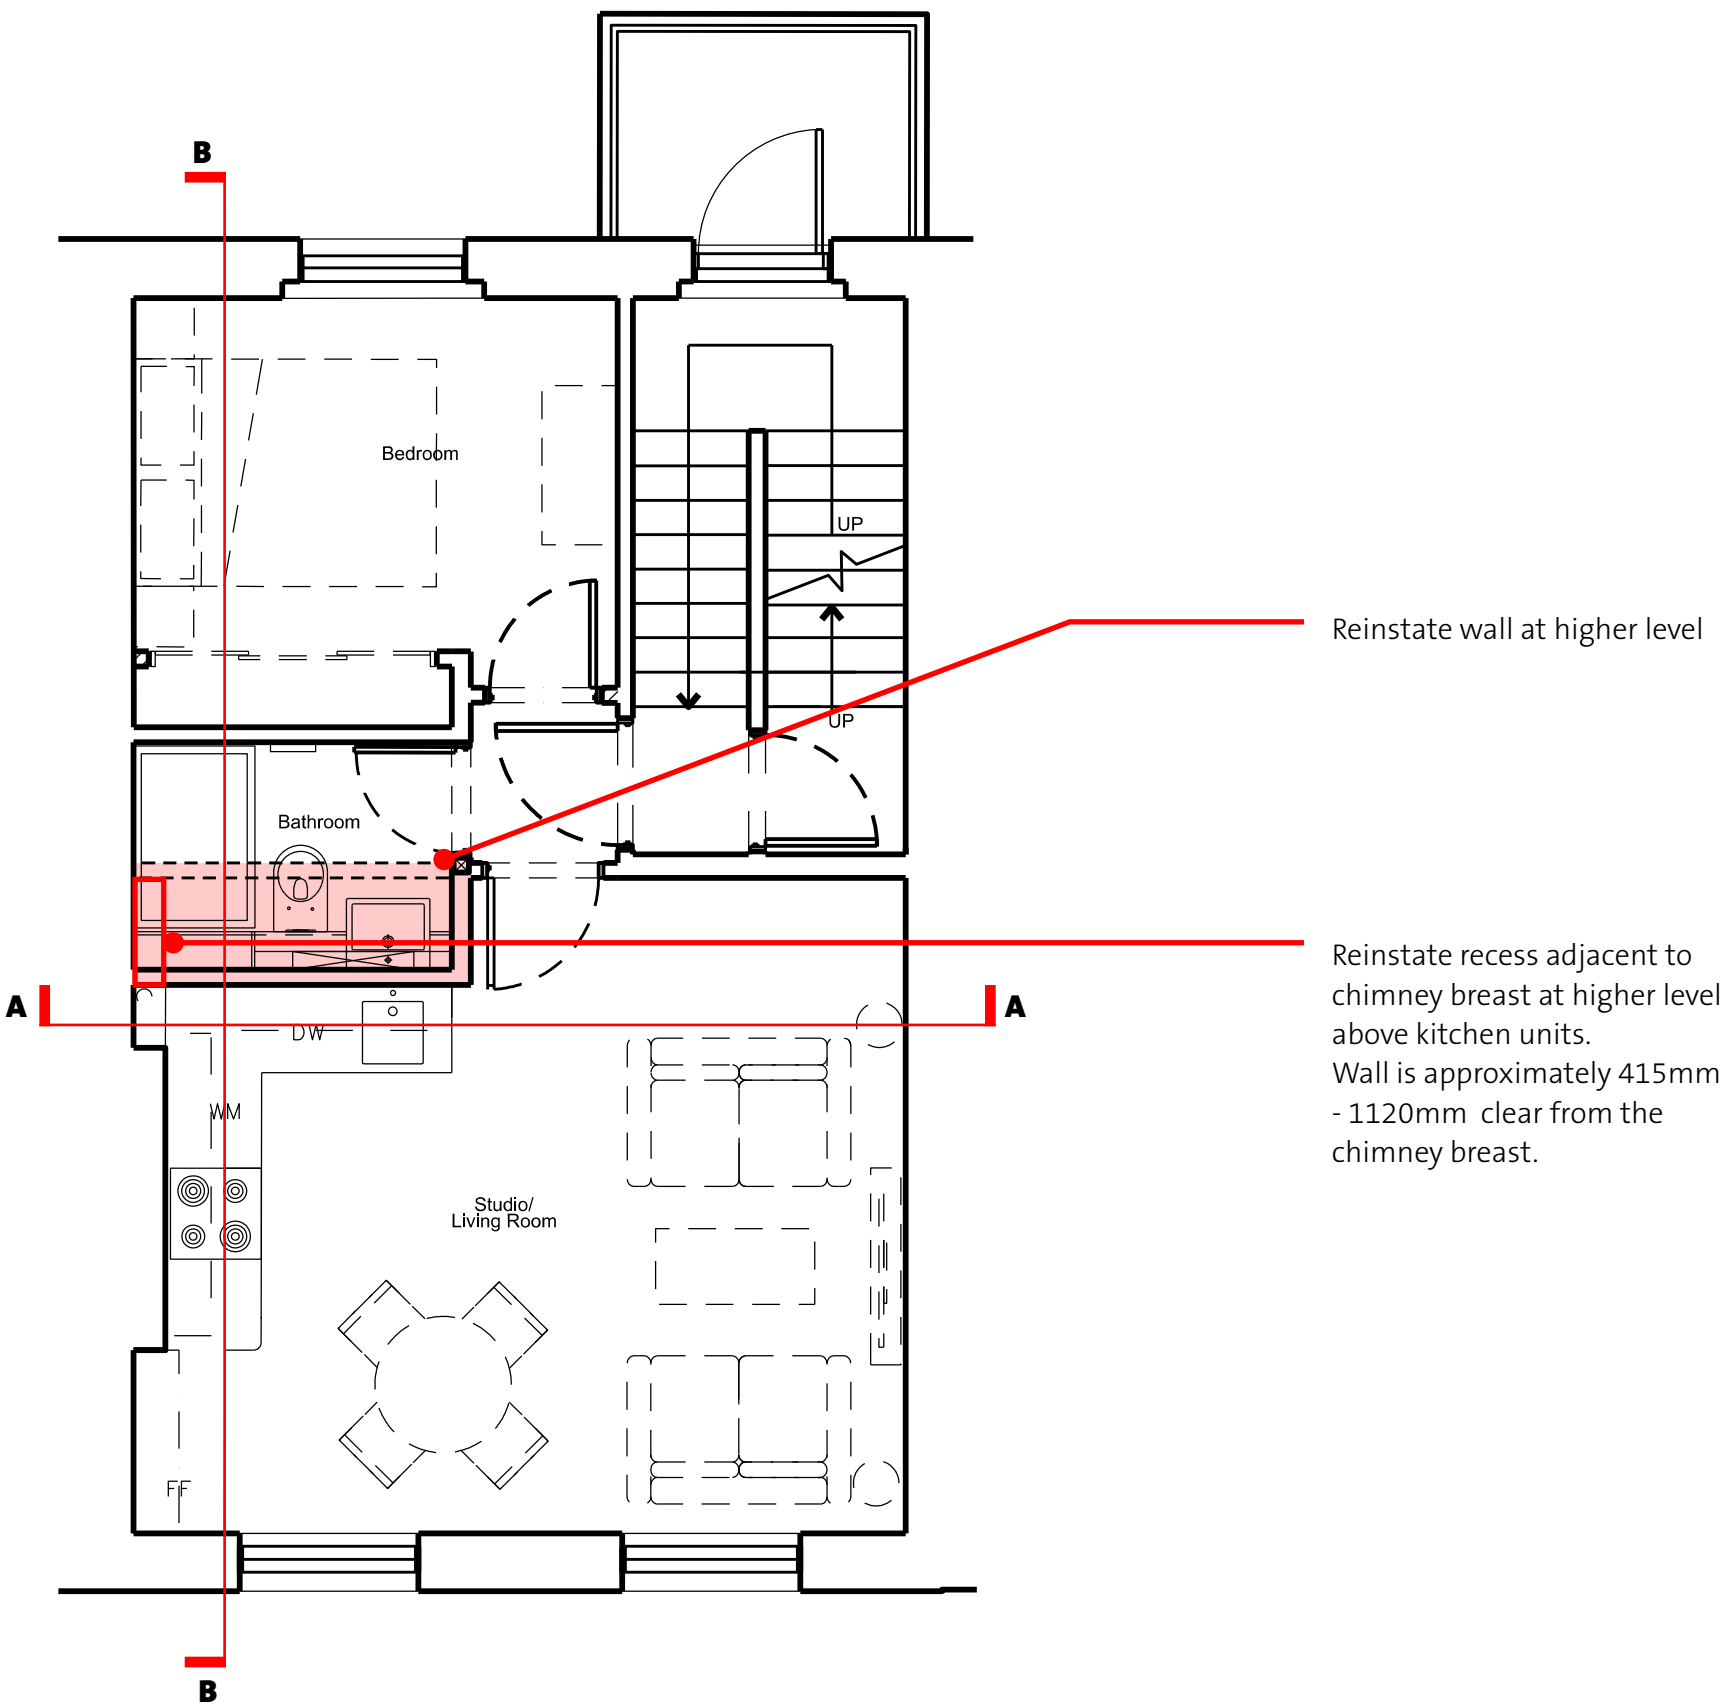 B
Bedroom
UP
Reinstate wall at higher level
UP
Bathroom
Reinstate recess adjacent to
chimney breast at higher level
above kitchen units.
Wall is approximately 415mm
- 1120mm clear from the
chimney breast.
A
A
DW
WM
Studio/
Living Room
FF
B